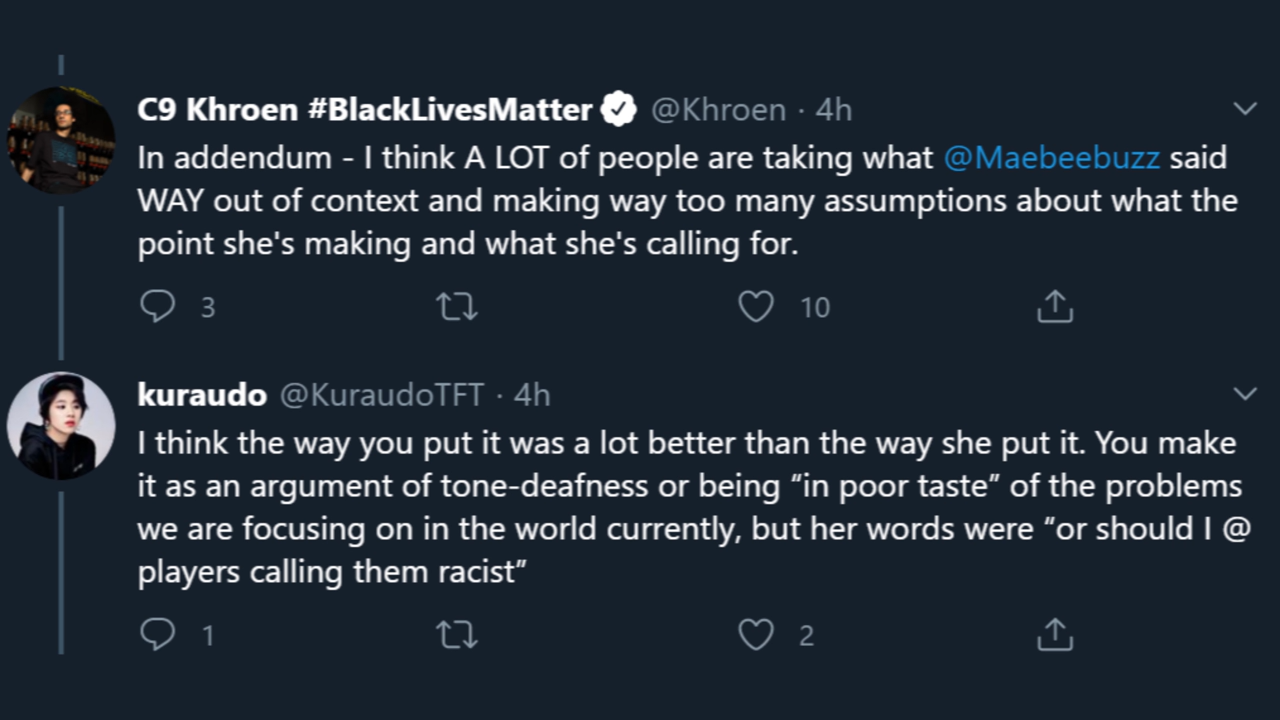 C9 Khroen #BlackLivesMatter @Khroen · 4h
In addendum - I think A LOT of people are taking what @Maebeebuzz said
WAY out of context and making way too many assumptions about what the
point she's making and what she's calling for.
3 10
kuraudo @KuraudoTFT · 4h
I think the way you put it was a lot better than the way she put it. You make
it as an argument of tone-deafness or being “in poor taste” of the problems
we are focusing on in the world currently, but her words were “or should I @
players calling them racist”
1 2